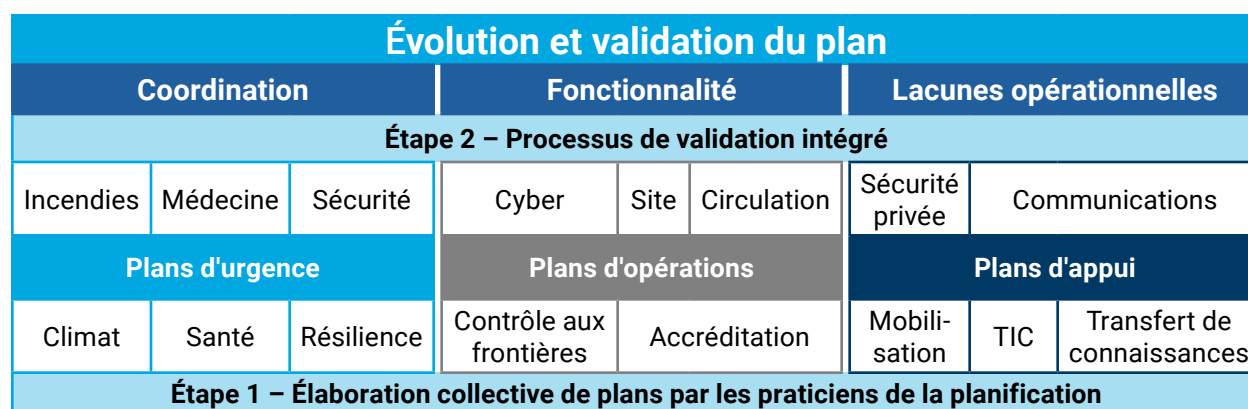 Évolution et validation du plan
Coordination
Fonctionnalité
Lacunes opérationnelles
Étape 2 – Processus de validation intégré
Incendies
Médecine
Sécurité
Cyber
Site
Circulation
Sécurité
privée
Communications
Plans d'urgence
Plans d'opérations
Plans d'appui
Climat
Santé
Résilience
Contrôle aux
frontières
Accréditation
Mobili-
sation
TIC
Transfert de
connaissances
Étape 1 – Élaboration collective de plans par les praticiens de la planification